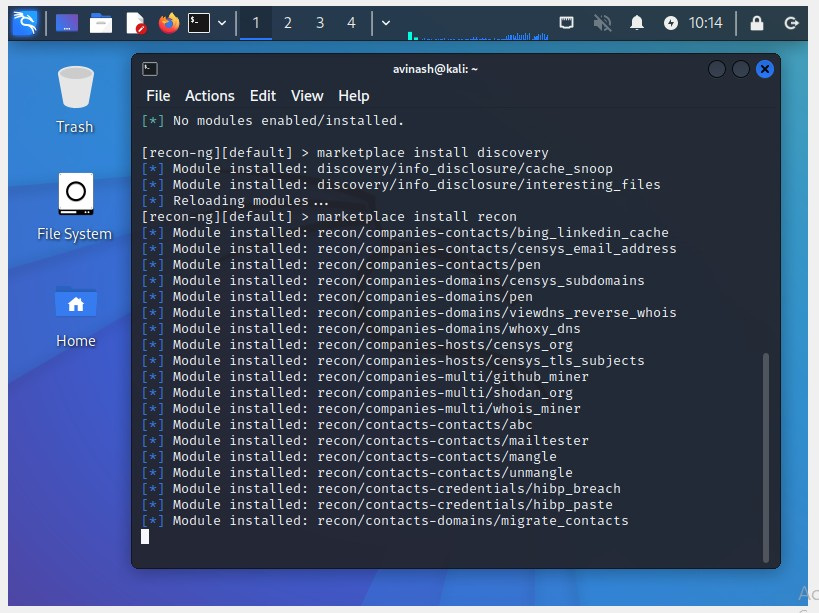 1 2 3 4 10:14
Trash
File System
Home
avinash@kali: ~
File Actions Edit View Help
[*] No modules enabled/installed.
[recon-ng][default] > marketplace install discovery
[*] Module installed: discovery/info_disclosure/cache_snoop
[*] Module installed: discovery/info_disclosure/interesting_files
[*] Reloading modules...
[recon-ng][default] > marketplace install recon
[*] Module installed: recon/companies-contacts/bing_linkedin_cache
[*] Module installed: recon/companies-contacts/censys_email_address
[*] Module installed: recon/companies-contacts/pen
[*] Module installed: recon/companies-domains/censys_subdomains
[*] Module installed: recon/companies-domains/pen
[*] Module installed: recon/companies-domains/viewdns_reverse_whois
[*] Module installed: recon/companies-domains/whoxy_dns
[*] Module installed: recon/companies-hosts/censys_org
[*] Module installed: recon/companies-hosts/censys_tls_subjects
[*] Module installed: recon/companies-multi/github_miner
[*] Module installed: recon/companies-multi/shodan_org
[*] Module installed: recon/companies-multi/whois_miner
[*] Module installed: recon/contacts-contacts/abc
[*] Module installed: recon/contacts-contacts/mailtester
[*] Module installed: recon/contacts-contacts/mangle
[*] Module installed: recon/contacts-contacts/unmangle
[*] Module installed: recon/contacts-credentials/hibp_breach
[*] Module installed: recon/contacts-credentials/hibp_paste
[*] Module installed: recon/contacts-domains/migrate_contacts